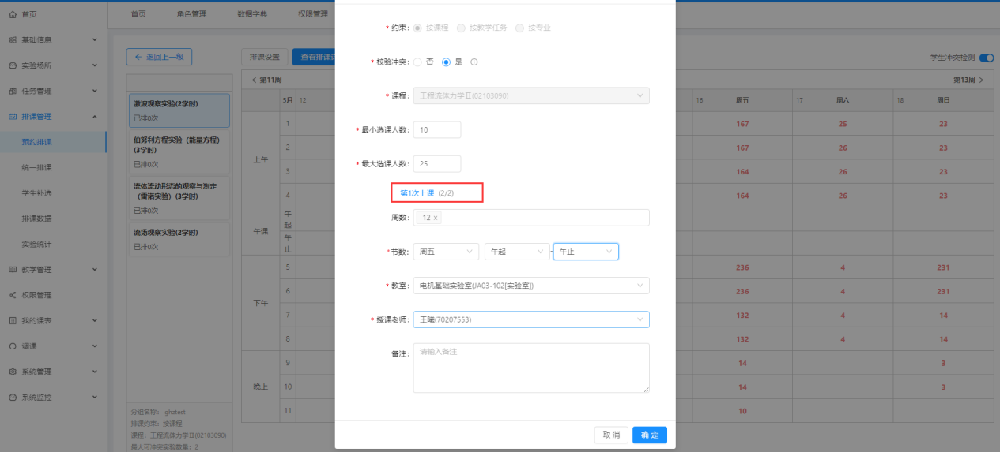 首页
基础信息
实验场所
任务管理
排课管理
预约排课
统一排课
学生补选
排课数据
实验统计
教学管理
权限管理
我的课表
调课
系统管理
系统监控
首页 角色管理 数据字典 权限管理
返回上一级
激波观察实验(2学时)
已排0次
伯努利方程实验（能量方程）
(3学时)
已排0次
流体流动形态的观察与测定
（雷诺实验）(3学时)
已排0次
流场观察实验(2学时)
已排0次
分组名称： ghztest
排课约束：按课程
课程：工程流体力学Ⅱ(02103090)
最大可冲突实验数量：2
排课设置 查看排课
学生冲突检测
< 第11周 第13周 >
5月 12 16 周五 17 周六 18 周日
上午
1 167 25 23
2 167 26 23
3 164 26 23
4 164 26 23
午课
午起
午止
下午
5 236 4 231
6 236 4 231
7 132 4 14
8 132 4 14
晚上
9 14 3
10 14 3
11 10
* 约束： 按课程 按教学任务 按专业
* 校验冲突： 否 是
* 课程： 工程流体力学Ⅱ(02103090)
* 最小选课人数： 10
* 最大选课人数： 25
第1次上课 (2/2)
周数： 12 x
*节数： 周五 午起 - 午止
* 教室： 电机基础实验室(JA03-102[实验室])
* 授课老师： 王曦(70207553)
备注： 请输入备注
取 消 确 定